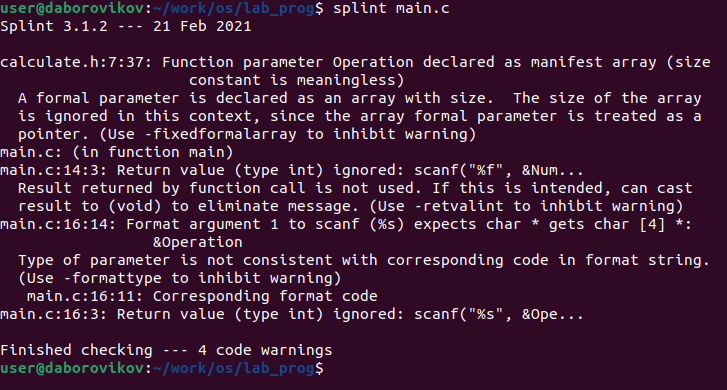 user@daborovikov:~/work/os/lab_prog$ splint main.c
Splint 3.1.2 --- 21 Feb 2021

calculate.h:7:37: Function parameter Operation declared as manifest array (size
                     constant is meaningless)
  A formal parameter is declared as an array with size.  The size of the array
  is ignored in this context, since the array formal parameter is treated as a
  pointer. (Use -fixedformalarray to inhibit warning)
main.c: (in function main)
main.c:14:3: Return value (type int) ignored: scanf("%f", &Num...
  Result returned by function call is not used. If this is intended, can cast
  result to (void) to eliminate message. (Use -retvalint to inhibit warning)
main.c:16:14: Format argument 1 to scanf (%s) expects char * gets char [4] *:
                 &Operation
  Type of parameter is not consistent with corresponding code in format string.
  (Use -formattype to inhibit warning)
   main.c:16:11: Corresponding format code
main.c:16:3: Return value (type int) ignored: scanf("%s", &Ope...

Finished checking --- 4 code warnings
user@daborovikov:~/work/os/lab_prog$